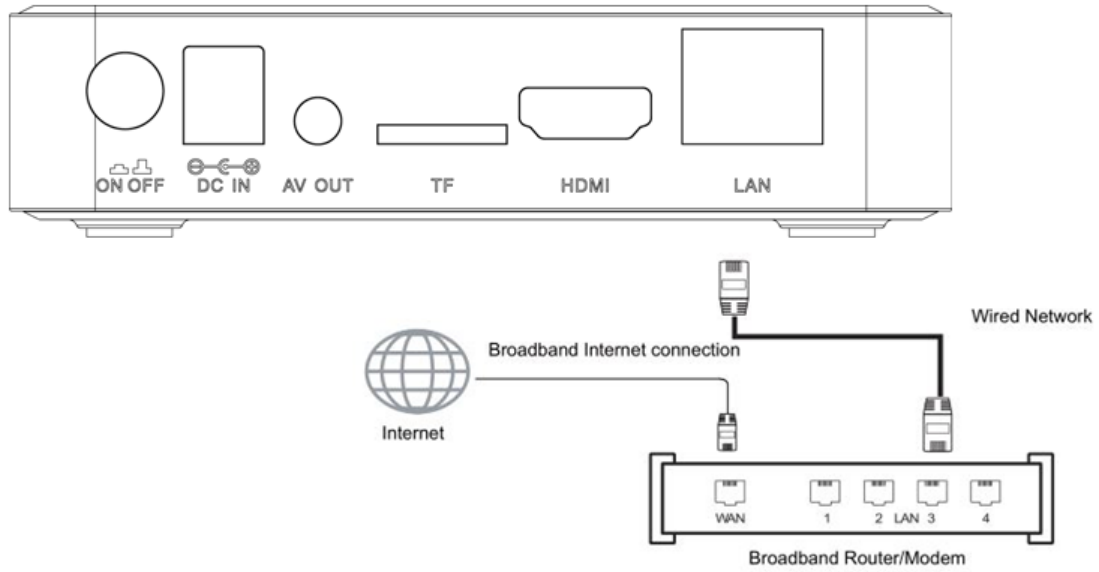 ON OFF DC IN AV OUT TF HDMI LAN
Wired Network
Broadband Internet connection
Internet
WAN 1 2 LAN 3 4
Broadband Router/Modem